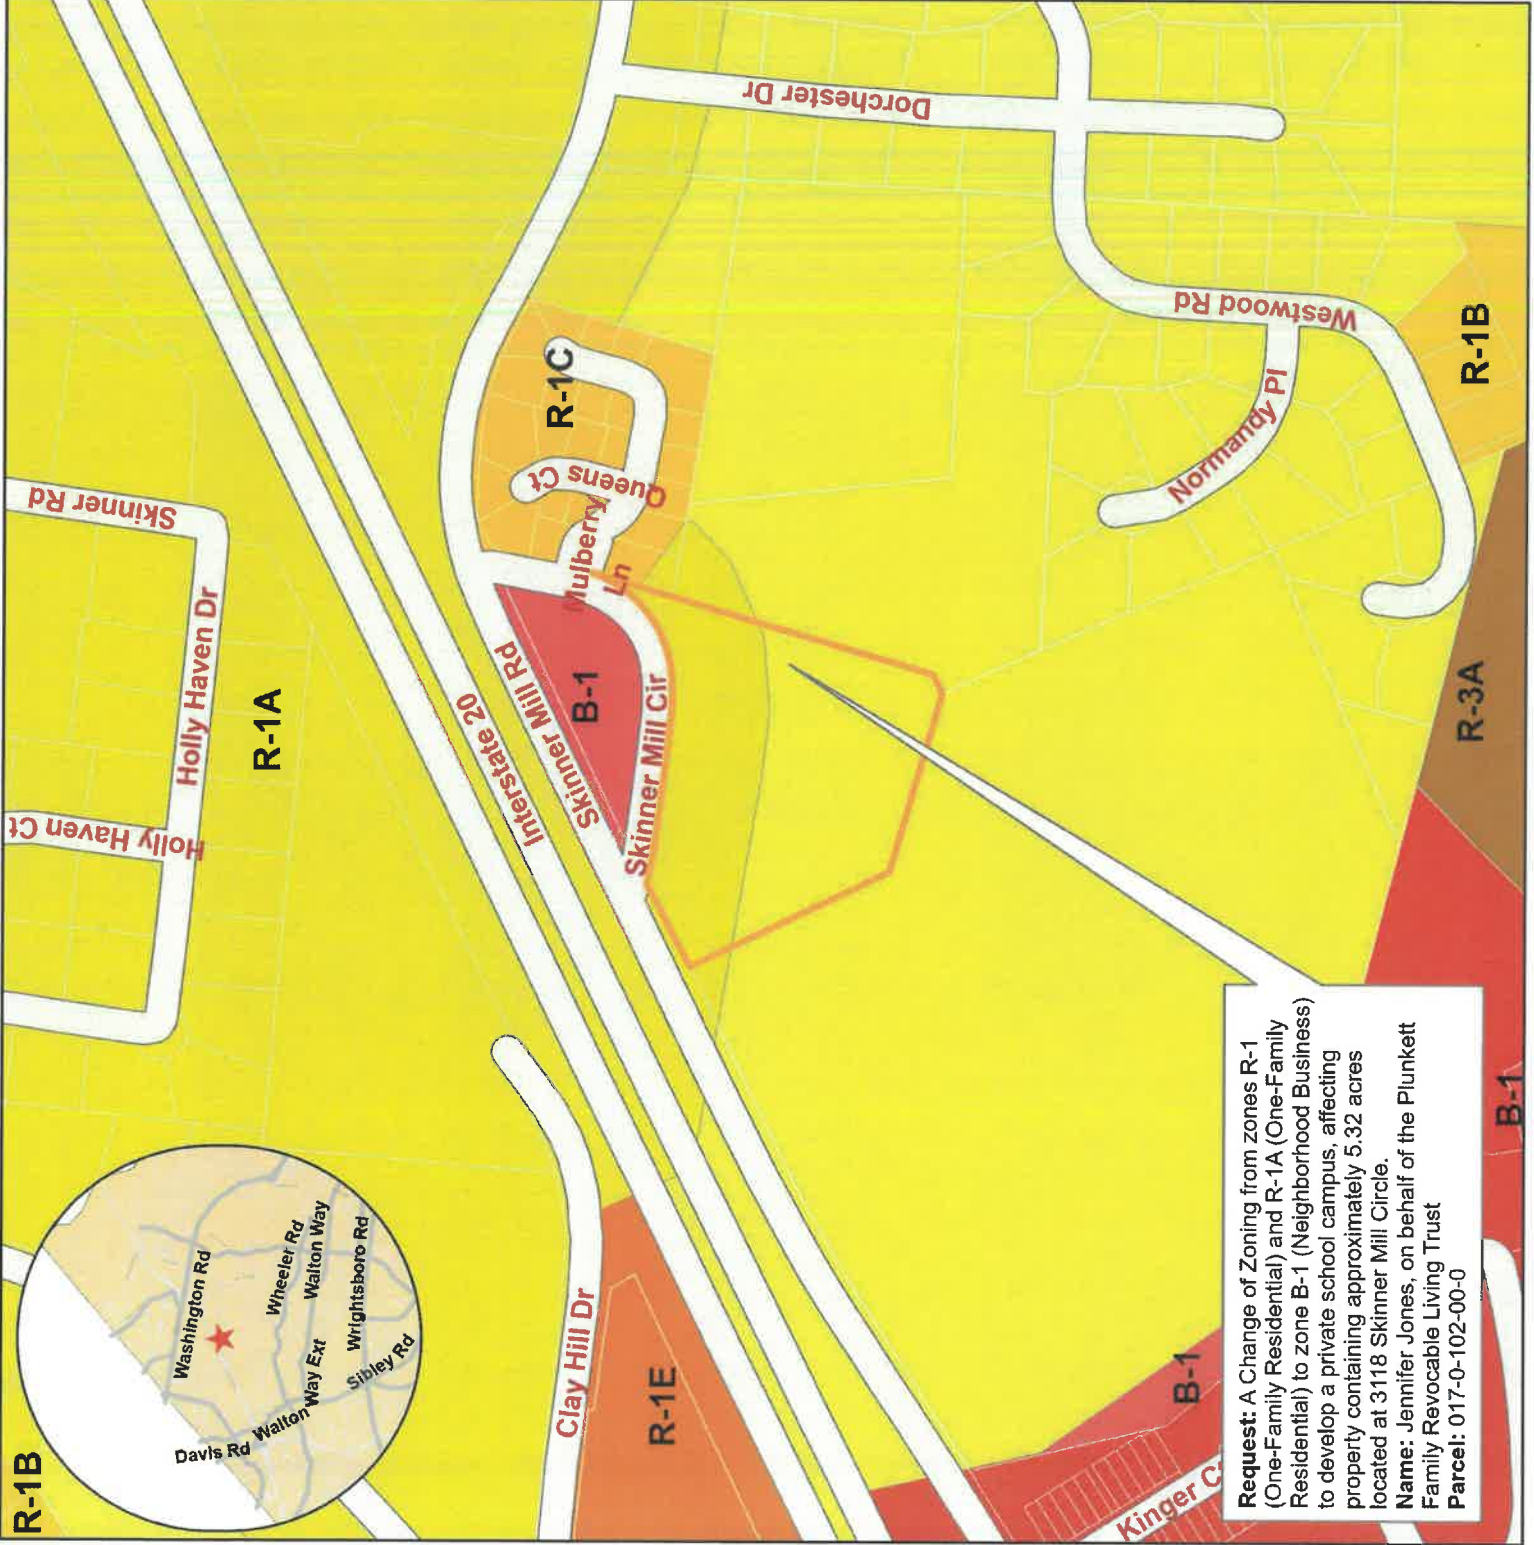 R-1B
Washington Rd
Wheeler Rd
Walton Way
Wrightsboro Rd
Davis Rd
Walton
Way Ext
Sibley Rd
Holly Haven Ct
Holly Haven Dr
Skinner Rd
R-1A
Interstate 20
Skinner Mill Rd
B-1
Skinner Mill Cir
Mulberry
Ln
Queens Ct
R-1C
Dorchester Dr
Clay Hill Dr
R-1E
Westwood Rd
Normandy Pl
R-1B
R-3A
B-1
B-1
Kinger
Request: A Change of Zoning from zones R-1
(One-Family Residential) and R-1A (One-Family
Residential) to zone B-1 (Neighborhood Business)
to develop a private school campus, affecting
property containing approximately 5.32 acres
located at 3118 Skinner Mill Circle.
Name: Jennifer Jones, on behalf of the Plunkett
Family Revocable Living Trust
Parcel: 017-0-102-00-0